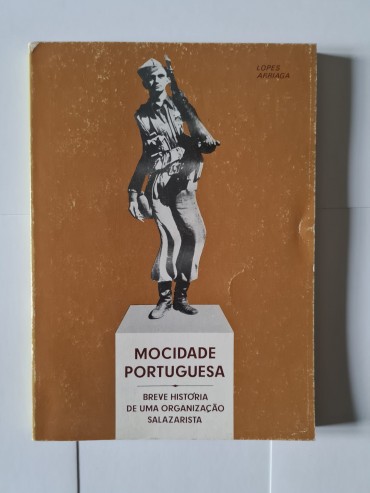 LOPES
ARRIAGA
MOCIDADE
PORTUGUESA
BREVE HISTÓRIA
DE UMA ORGANIZAÇÃO
SALAZARISTA